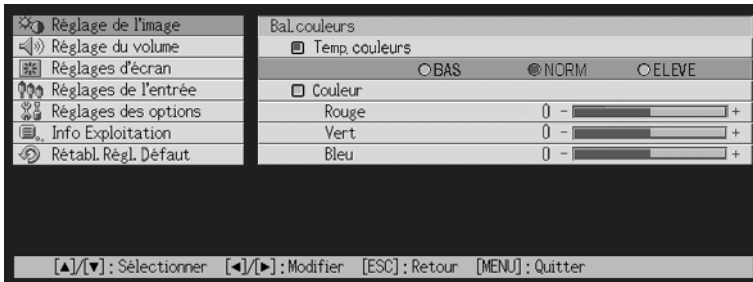 Réglage de l'image
Réglage du volume
Réglages d'écran
Réglages de l'entrée
Réglages des options
Info Exploitation
Rétabl. Régl. Défaut
Bal.couleurs
Temp. couleurs
BAS NORM ELEVE
Couleur
Rouge 0 - +
Vert 0 - +
Bleu 0 - +
[▲]/[▼] : Sélectionner [◄]/[►] : Modifier [ESC] : Retour [MENU] : Quitter